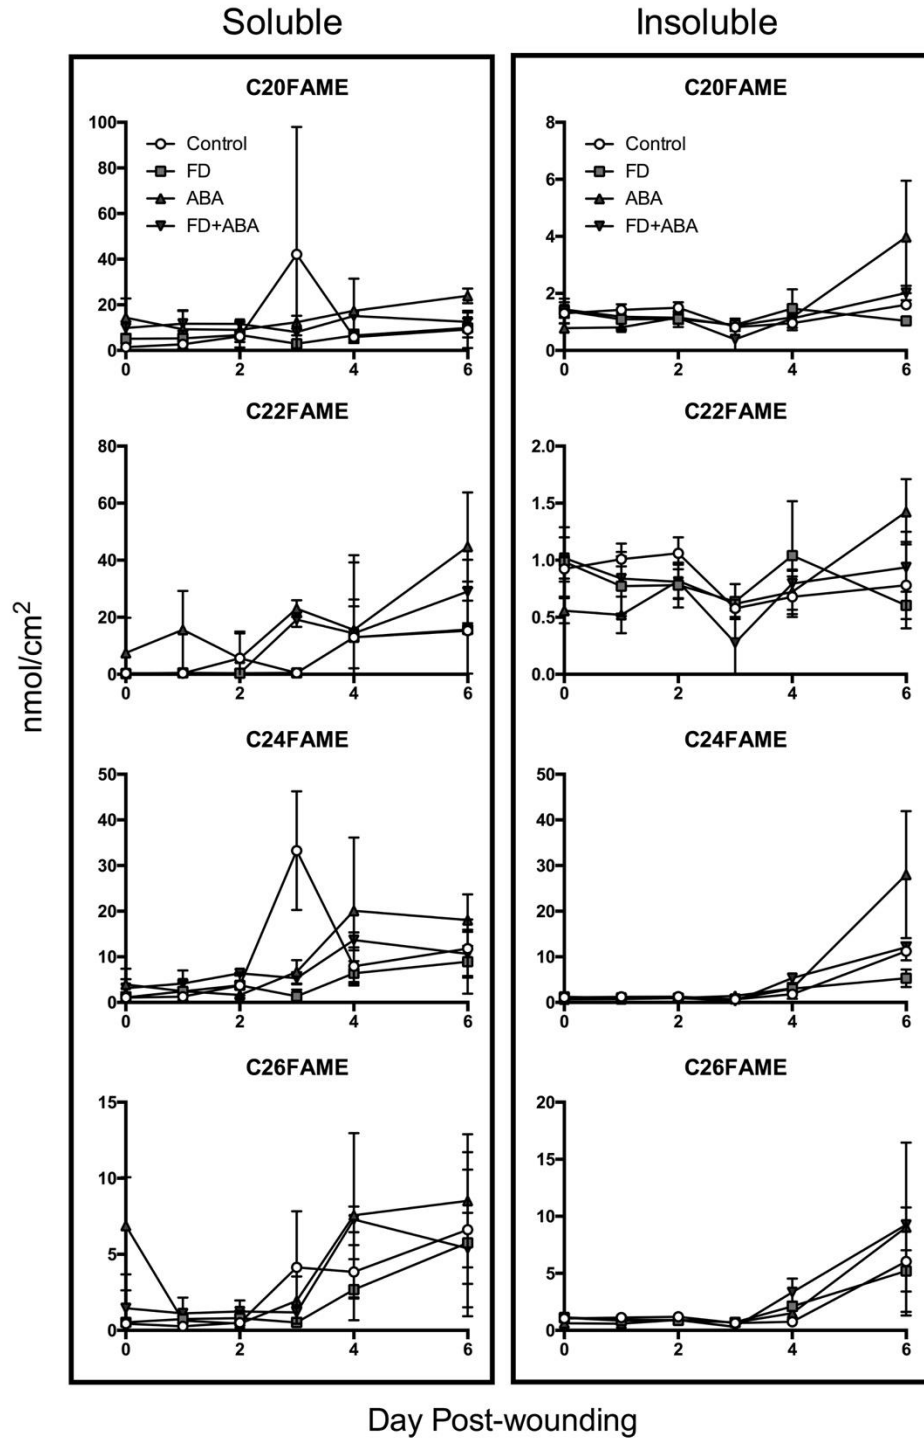 Soluble
Insoluble
nmol/cm²
C20FAME
100
80
60
40
20
0
0 2 4 6
Control
FD
ABA
FD+ABA
C22FAME
80
60
40
20
0
0 2 4 6
C24FAME
50
40
30
20
10
0
0 2 4 6
C26FAME
15
10
5
0
0 2 4 6
C20FAME
8
6
4
2
0
0 2 4 6
Control
FD
ABA
FD+ABA
C22FAME
2.0
1.5
1.0
0.5
0.0
0 2 4 6
C24FAME
50
40
30
20
10
0
0 2 4 6
C26FAME
20
15
10
5
0
0 2 4 6
Day Post-wounding